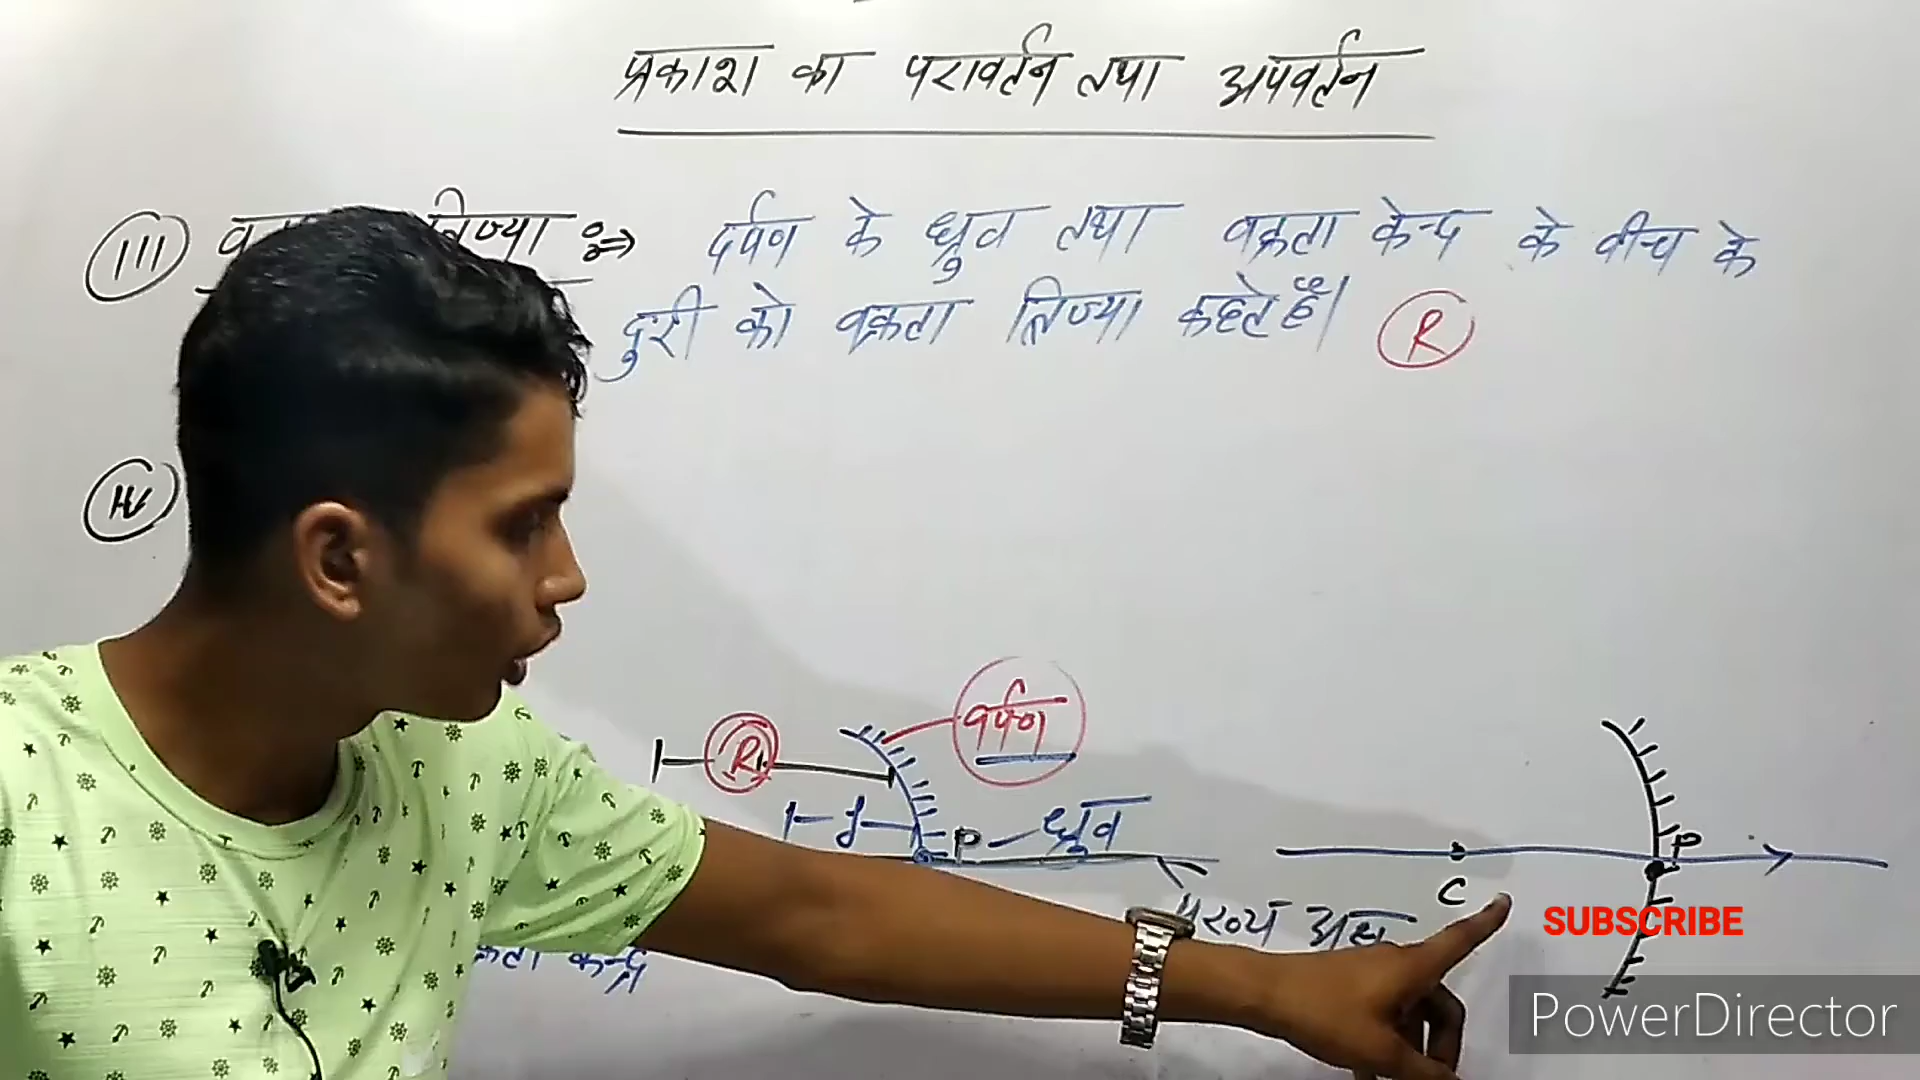 प्रकाश का परावर्तन तथा अपवर्तन
III त्रिज्या ⇒ दर्पण के ध्रुव तथा वक्रता केन्द्र के बीच के
दुरी को वक्रता त्रिज्या कहते हैं। R
IV
दर्पण
R
f P ध्रुव
P
C
मुख्य अक्ष
SUBSCRIBE
PowerDirector